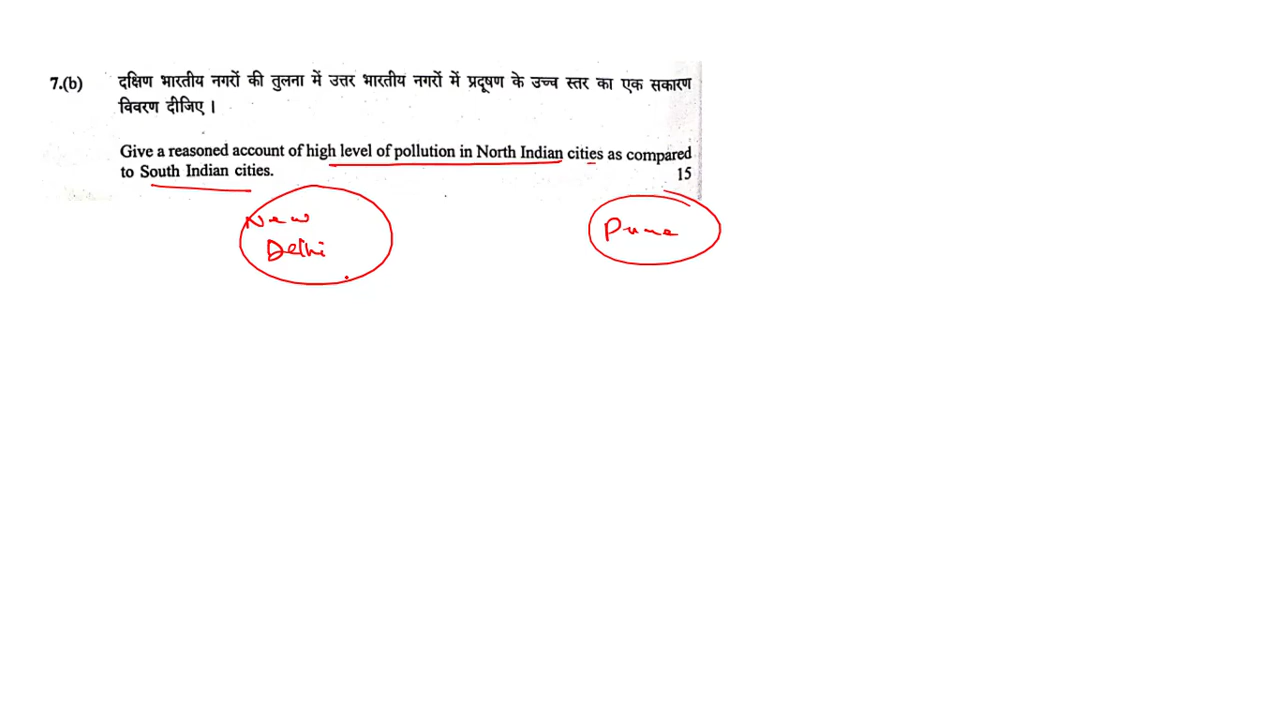 7.(b) दक्षिण भारतीय नगरों की तुलना में उत्तर भारतीय नगरों में प्रदूषण के उच्च स्तर का एक सकारण
विवरण दीजिए ।
Give a reasoned account of high level of pollution in North Indian cities as compared
to South Indian cities.
15
New
Delhi
Pune